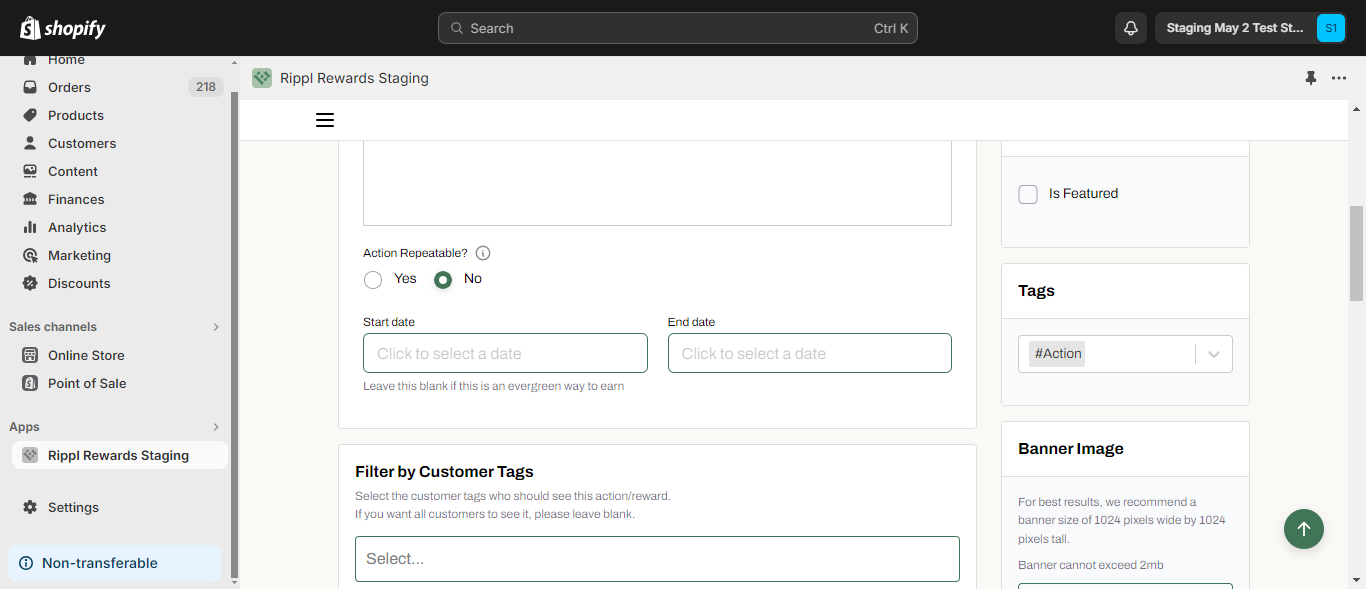 shopify
Search
Ctrl K
Staging May 2 Test St...
S1
Home
Orders
218
Products
Customers
Content
Finances
Analytics
Marketing
Discounts
Sales channels
Online Store
Point of Sale
Apps
Rippl Rewards Staging
Settings
Non-transferable
Rippl Rewards Staging
Action Repeatable?
Yes
No
Start date
End date
Click to select a date
Click to select a date
Leave this blank if this is an evergreen way to earn
Filter by Customer Tags
Select the customer tags who should see this action/reward.
If you want all customers to see it, please leave blank.
Select...
Is Featured
Tags
#Action
Banner Image
For best results, we recommend a
banner size of 1024 pixels wide by 1024
pixels tall.
Banner cannot exceed 2mb